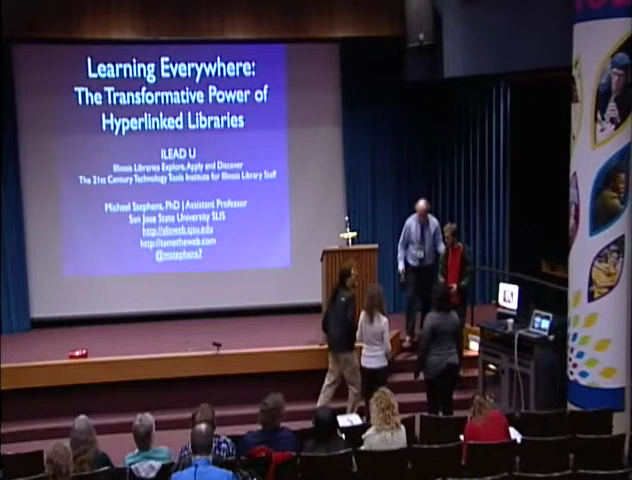 Learning Everywhere:
The Transformative Power of
Hyperlinked Libraries
ILEAD U
Illinois Libraries Explore, Apply and Discover
The 21st Century Technology Tools Institute for Illinois Library Staff
Michael Stephens, PhD | Assistant Professor
San Jose State University SLIS
http://slisweb.sjsu.edu
http://tametheweb.com
@mstephens7